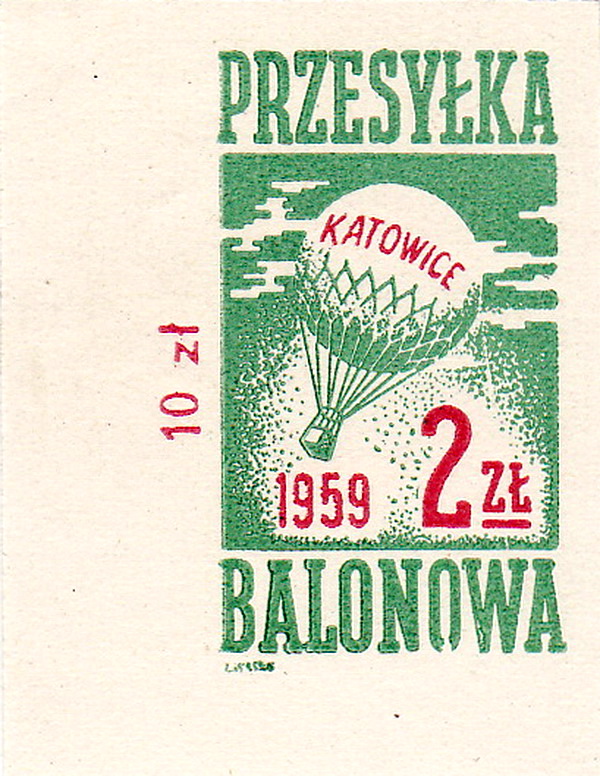 PRZESYŁKA
KATOWICE
10 zł
1959
2 ZŁ
BALONOWA